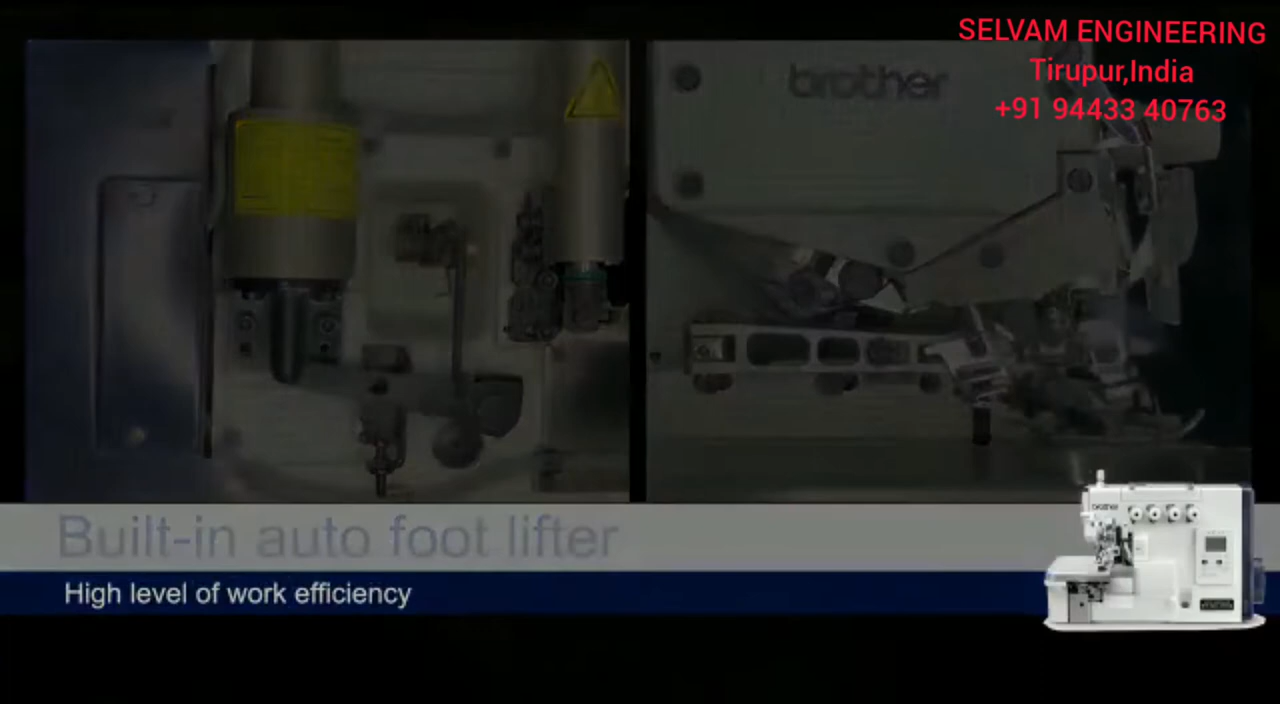 SELVAM ENGINEERING
Tirupur,India
+91 94433 40763
brother
Built-in auto foot lifter
High level of work efficiency